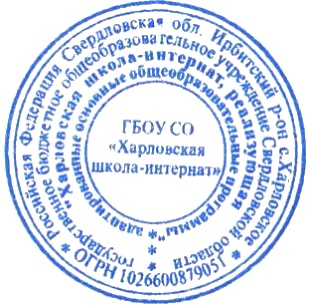 Российская Федерация Свердловская обл. Ирбитский р-он с.Харловское
* ОГРН 1026600879051 *
государственное бюджетное общеобразовательное учреждение Свердловской области
"Харловская школа-интернат, реализующая
адаптированные основные общеобразовательные программы"
ГБОУ СО
«Харловская
школа-интернат»